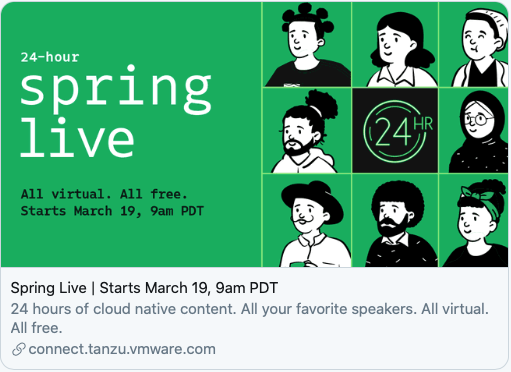 24-hour
spring
live
All virtual. All free.
Starts March 19, 9am PDT
24HR
Spring Live | Starts March 19, 9am PDT
24 hours of cloud native content. All your favorite speakers. All virtual.
All free.
connect.tanzu.vmware.com